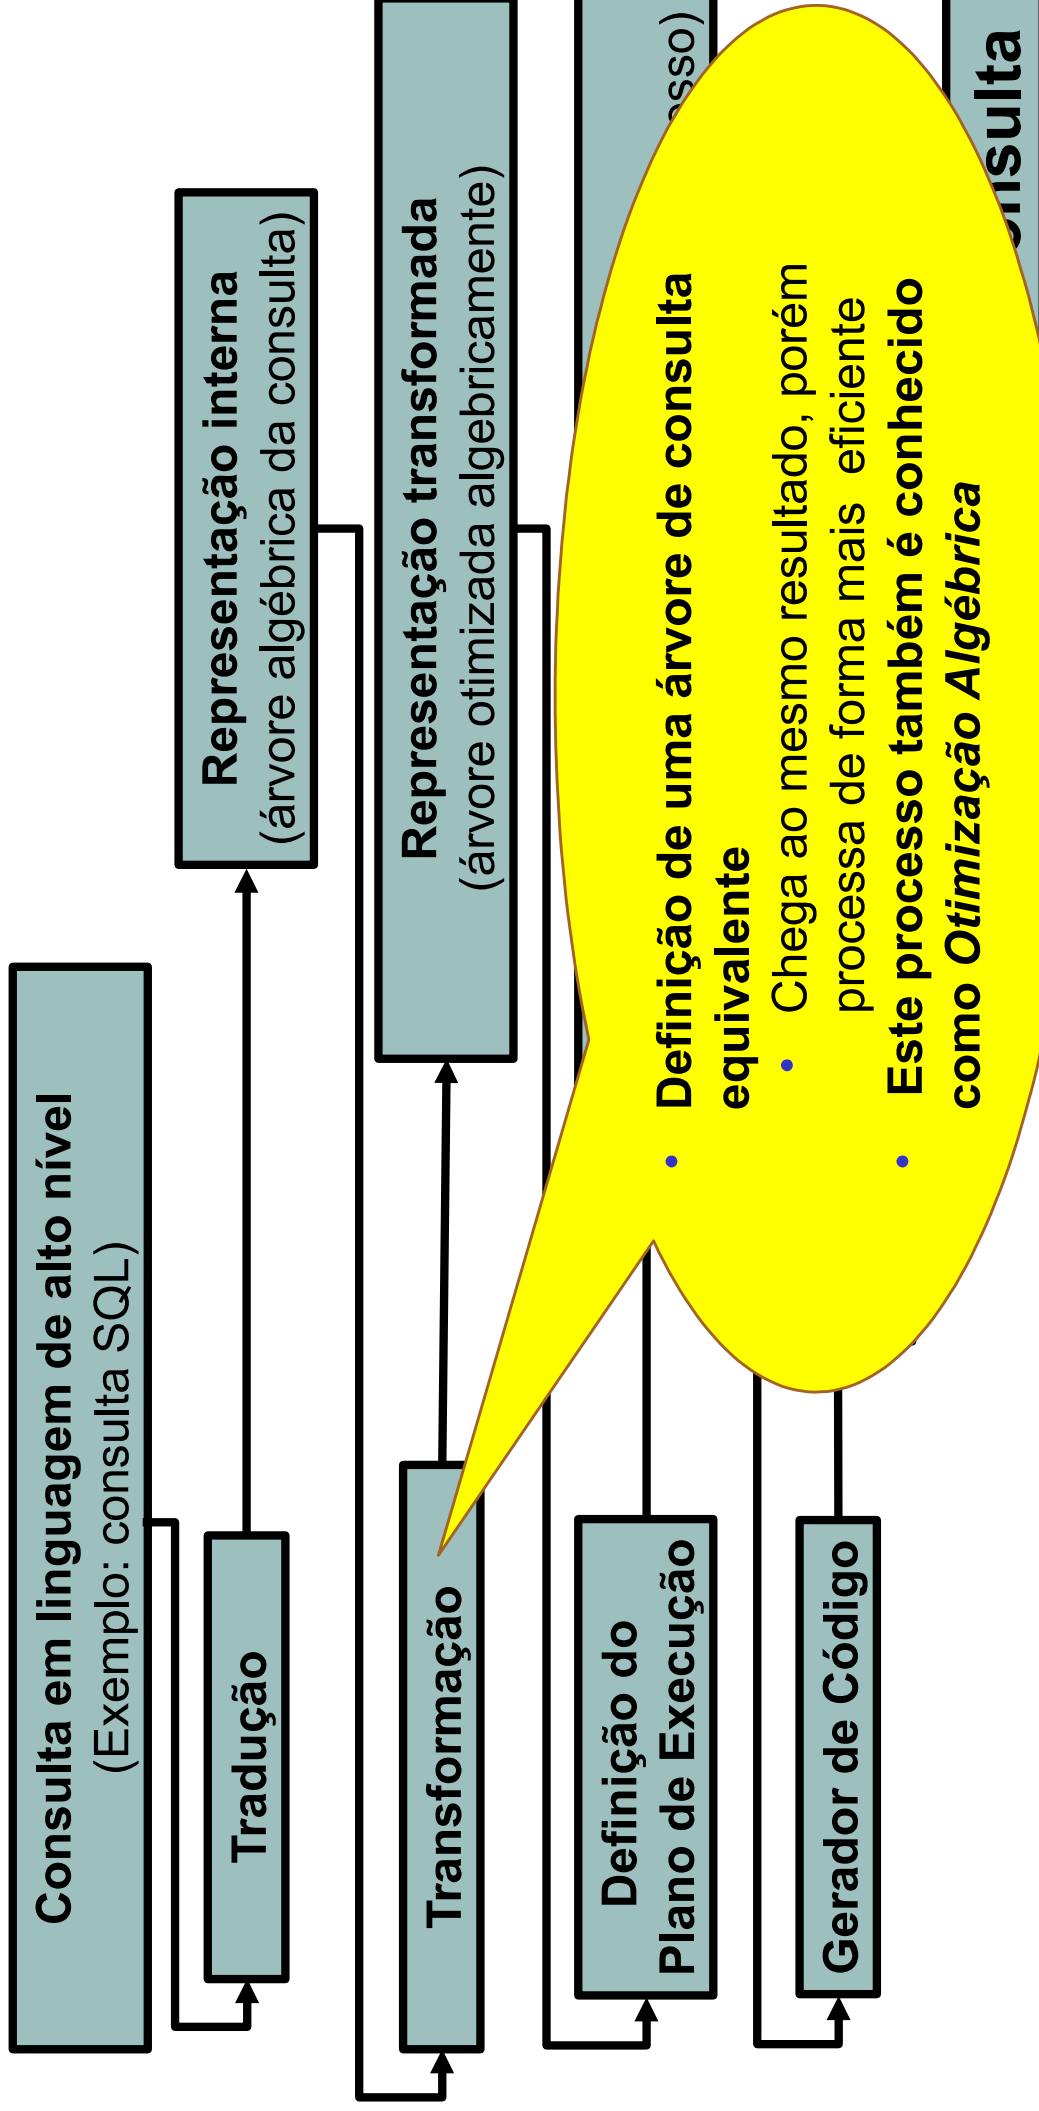 Consulta em linguagem de alto nível
(Exemplo: consulta SQL)
Tradução
Representação interna
(árvore algébrica da consulta)
Transformação
Representação transformada
(árvore otimizada algebricamente)
Definição do
Plano de Execução
Gerador de Código
• Definição de uma árvore de consulta
equivalente
• Chega ao mesmo resultado, porém
processa de forma mais eficiente
• Este processo também é conhecido
como Otimização Algébrica